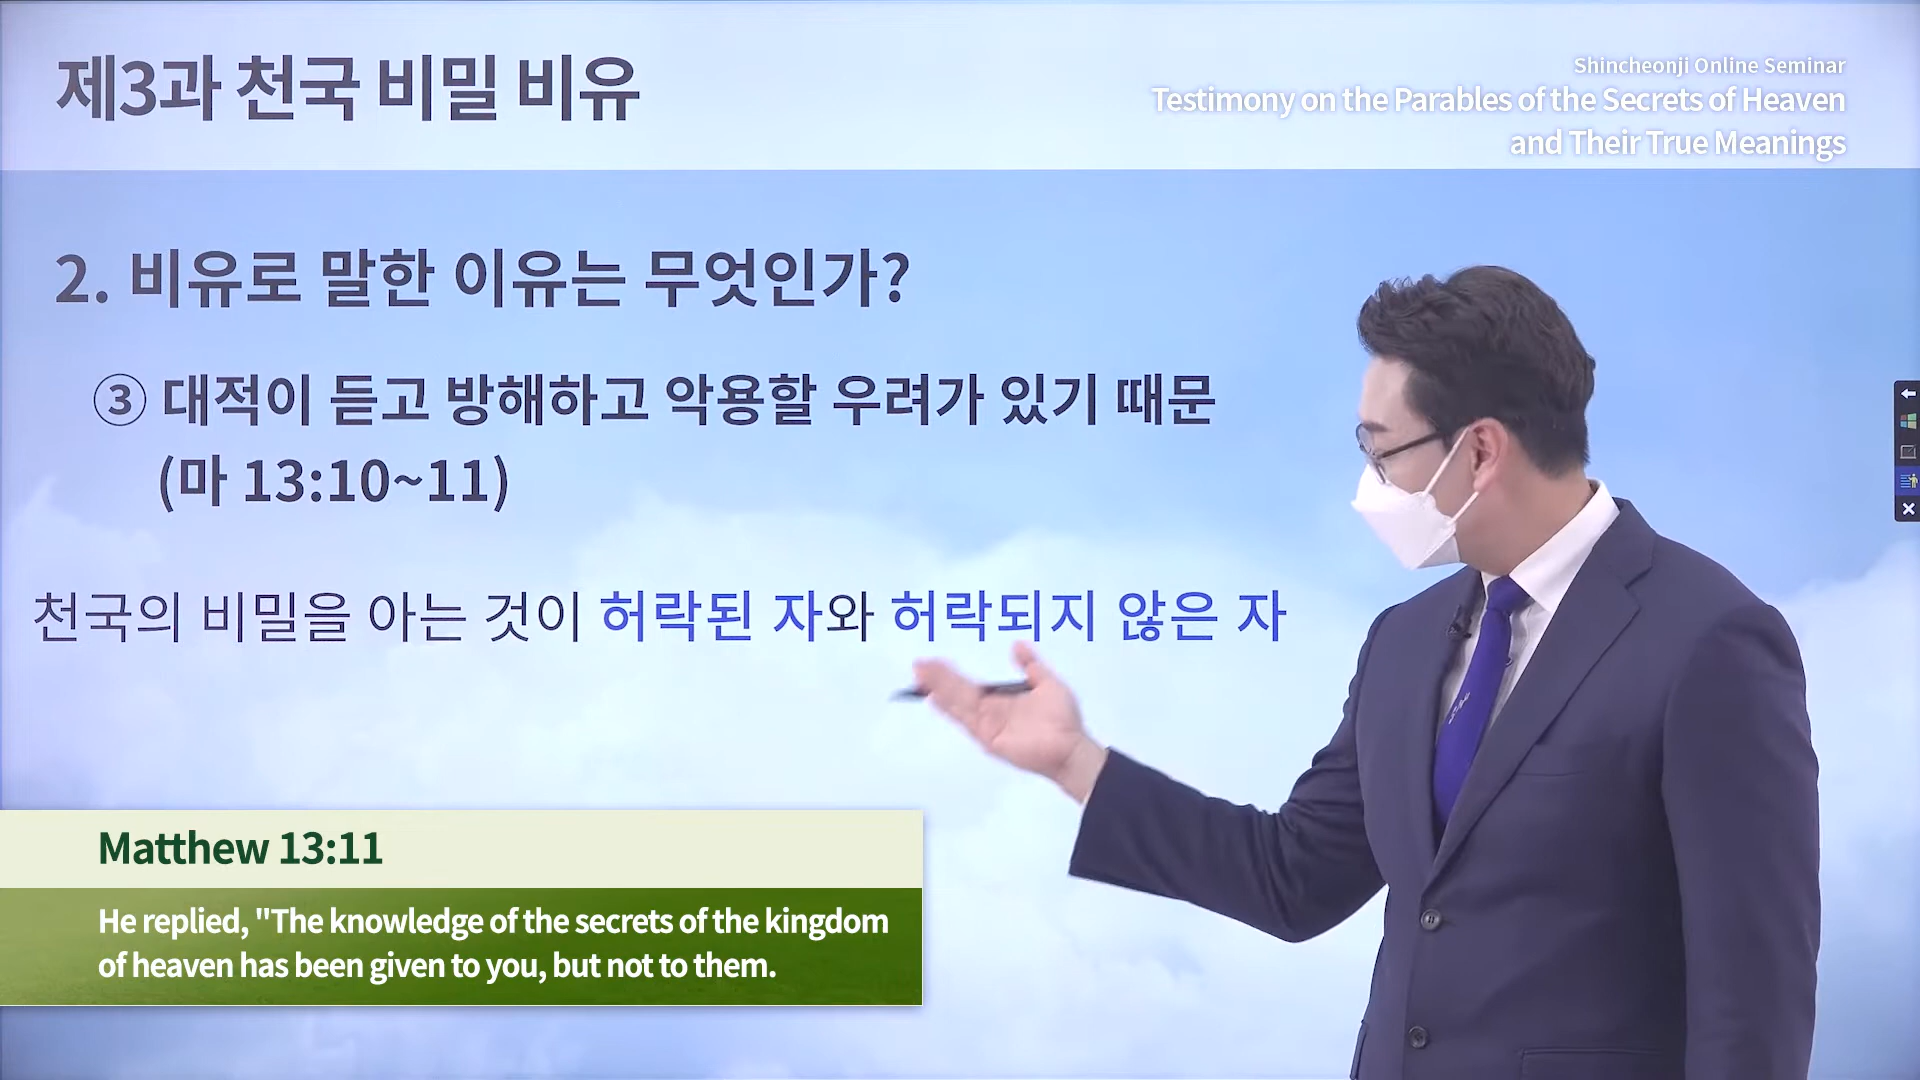 제3과 천국 비밀 비유
Shincheonji Online Seminar
Testimony on the Parables of the Secrets of Heaven
and Their True Meanings
2. 비유로 말한 이유는 무엇인가?
③ 대적이 듣고 방해하고 악용할 우려가 있기 때문
(마 13:10~11)
천국의 비밀을 아는 것이 허락된 자와 허락되지 않은 자
Matthew 13:11
He replied, "The knowledge of the secrets of the kingdom
of heaven has been given to you, but not to them.